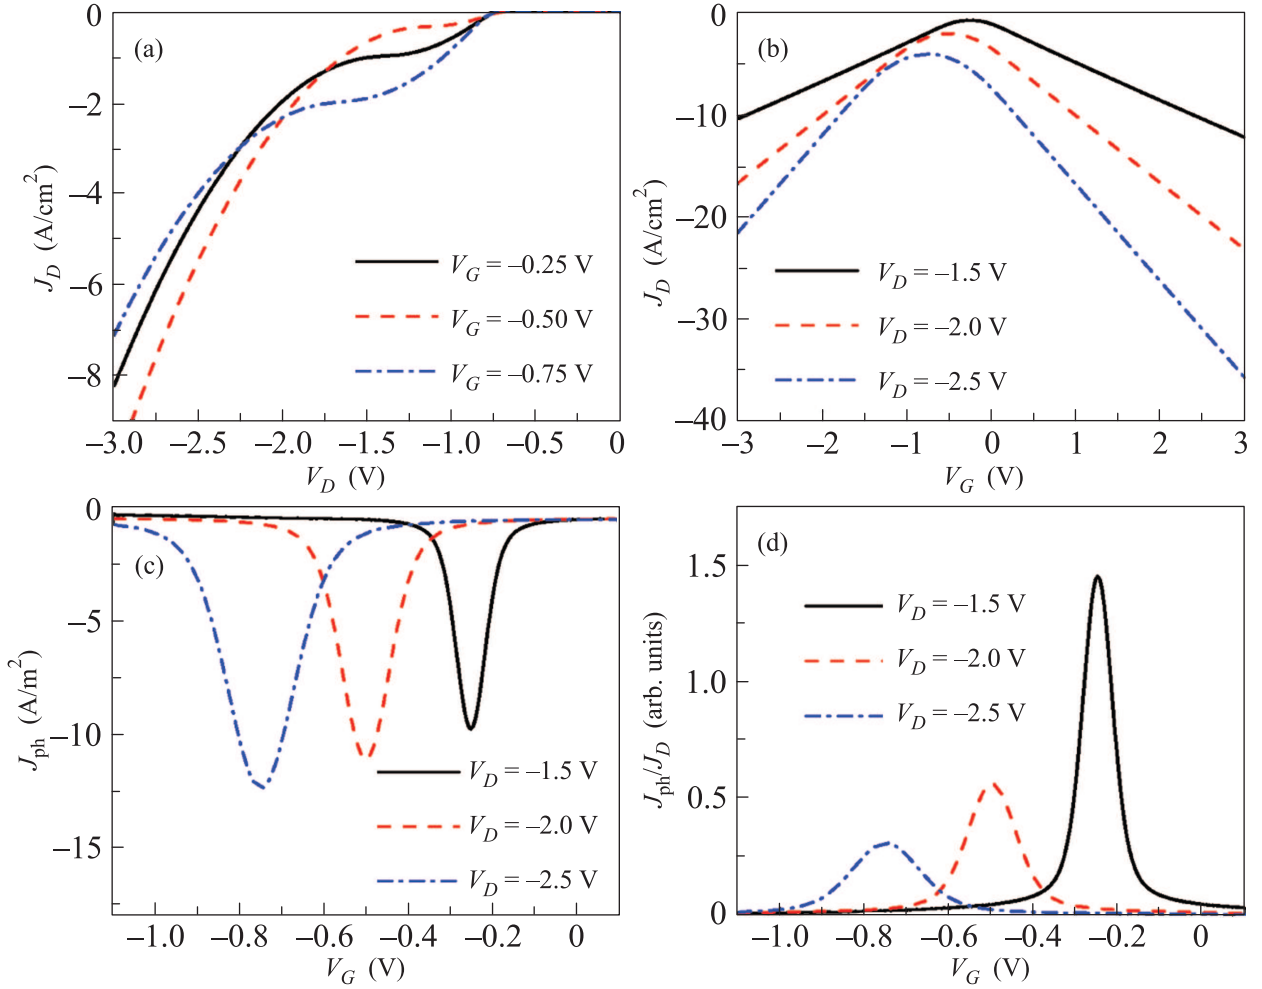 (a)
0
–2
–4
–6
–8
J_D (A/cm²)
V_G = –0.25 V
V_G = –0.50 V
V_G = –0.75 V
–3.0 –2.5 –2.0 –1.5 –1.0 –0.5 0
V_D (V)
(b)
0
–10
–20
–30
–40
J_D (A/cm²)
V_D = –1.5 V
V_D = –2.0 V
V_D = –2.5 V
–3 –2 –1 0 1 2 3
V_G (V)
(c)
0
–5
–10
–15
J_ph (A/m²)
V_D = –1.5 V
V_D = –2.0 V
V_D = –2.5 V
–1.0 –0.8 –0.6 –0.4 –0.2 0
V_G (V)
(d)
1.5
1.0
0.5
0
J_ph/J_D (arb. units)
V_D = –1.5 V
V_D = –2.0 V
V_D = –2.5 V
–1.0 –0.8 –0.6 –0.4 –0.2 0
V_G (V)